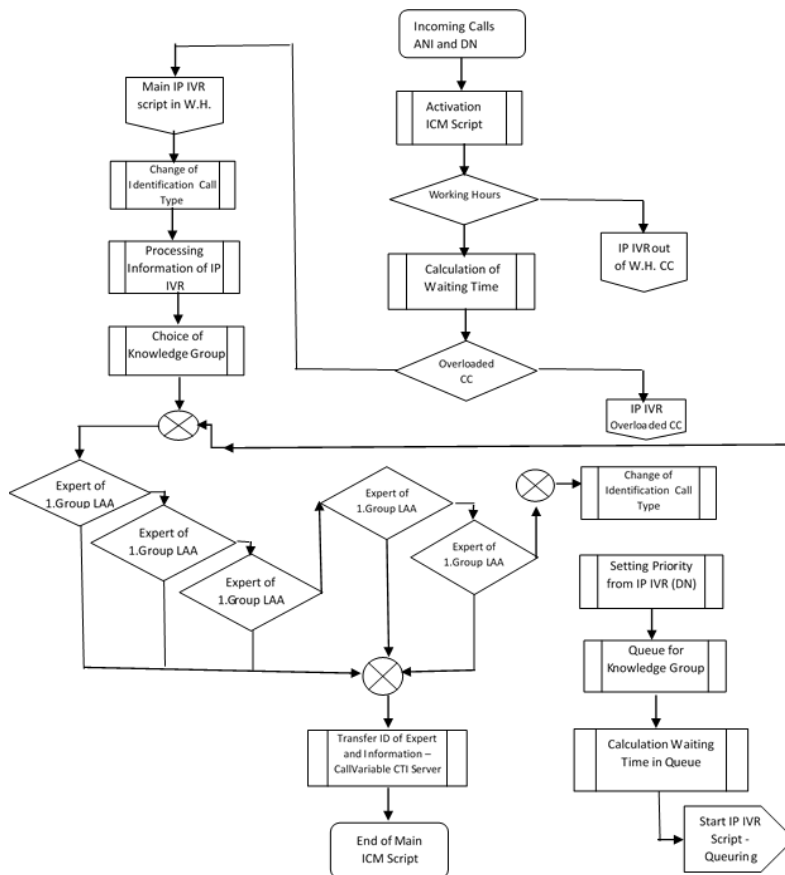 Incoming Calls
ANI and DN
Main IP IVR
script in W.H.
Activation
ICM Script
Change of
Identification Call
Type
Working Hours
Processing
Information of IP
IVR
IP IVR out
of W.H. CC
Calculation of
Waiting Time
Choice of
Knowledge Group
Overloaded
CC
IP IVR
Overloaded CC
Expert of
1.Group LAA
Expert of
1.Group LAA
Expert of
1.Group LAA
Expert of
1.Group LAA
Expert of
1.Group LAA
Change of
Identification Call
Type
Setting Priority
from IP IVR (DN)
Queue for
Knowledge Group
Transfer ID of Expert
and Information –
CallVariable CTI Server
Calculation Waiting
Time in Queue
End of Main
ICM Script
Start IP IVR
Script -
Queuring